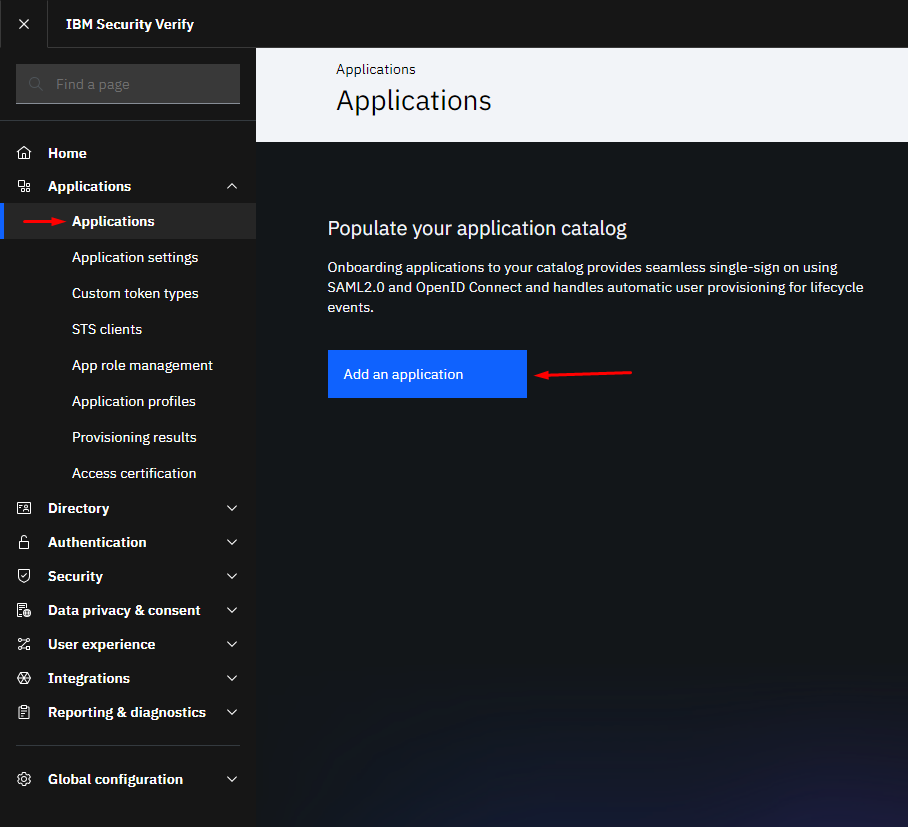 IBM Security Verify
Find a page
Home
Applications
Applications
Application settings
Custom token types
STS clients
App role management
Application profiles
Provisioning results
Access certification
Directory
Authentication
Security
Data privacy & consent
User experience
Integrations
Reporting & diagnostics
Global configuration
Applications
Applications
Populate your application catalog
Onboarding applications to your catalog provides seamless single-sign on using
SAML2.0 and OpenID Connect and handles automatic user provisioning for lifecycle
events.
Add an application